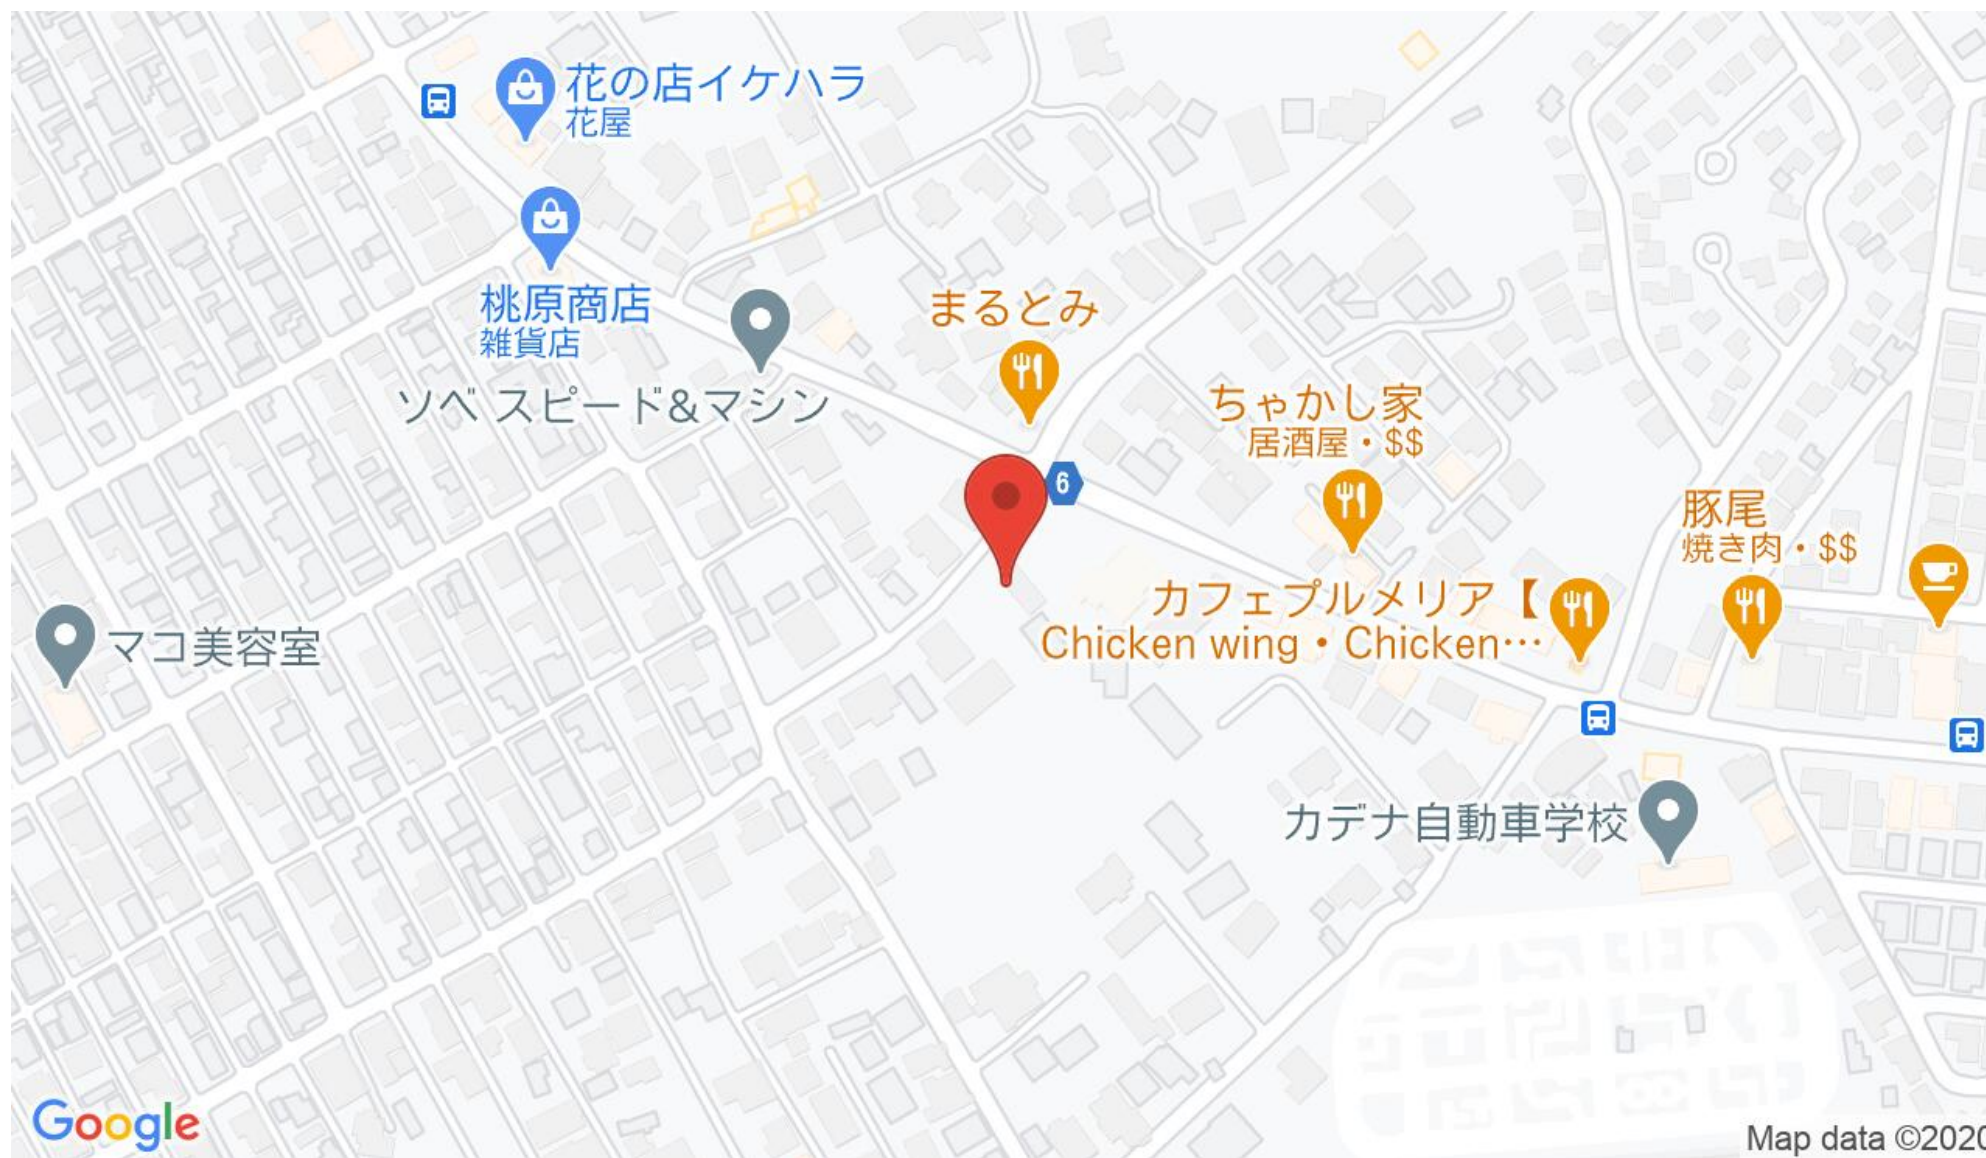 花の店イケハラ
花屋
桃原商店
雑貨店
ソベ スピード&マシン
まるとみ
6
ちゃかし家
居酒屋・$$
豚尾
焼き肉・$$
カフェプルメリア【
Chicken wing・Chicken…
マコ美容室
カデナ自動車学校
Google
Map data ©2020